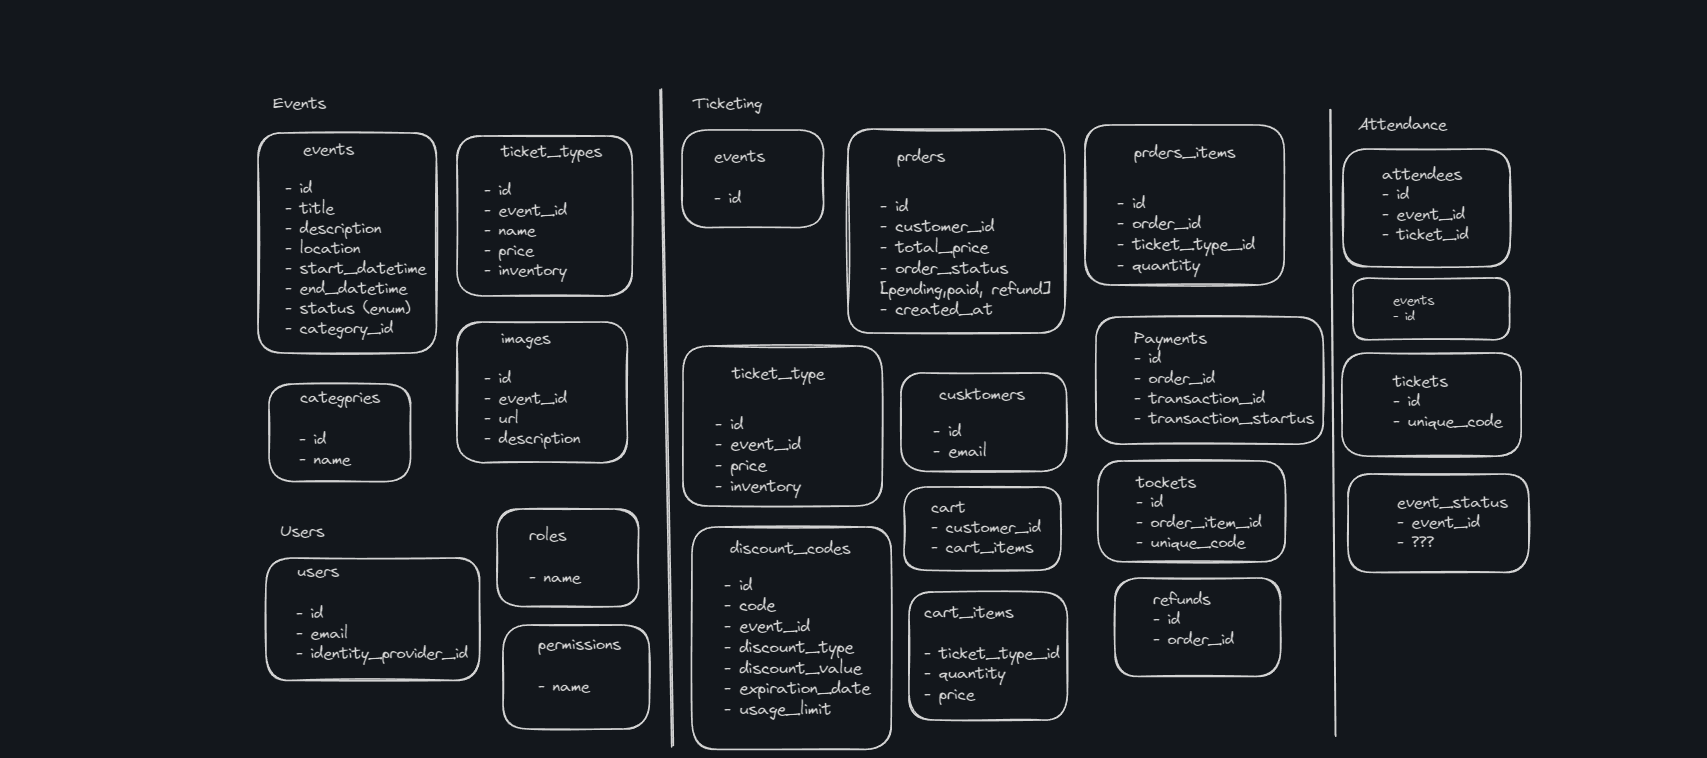 Events
events
- id
- title
- description
- location
- start_datetime
- end_datetime
- status (enum)
- category_id
ticket_types
- id
- event_id
- name
- price
- inventory
categpries
- id
- name
images
- id
- event_id
- url
- description
Users
users
- id
- email
- identity_provider_id
roles
- name
permissions
- name
Ticketing
events
- id
prders
- id
- customer_id
- total_price
- order_status
[pending,paid, refund]
- created_at
prders_items
- id
- order_id
- ticket_type_id
- quantity
ticket_type
- id
- event_id
- price
- inventory
cusktomers
- id
- email
Payments
- id
- order_id
- transaction_id
- transaction_startus
cart
- customer_id
- cart_items
tockets
- id
- order_item_id
- unique_code
discount_codes
- id
- code
- event_id
- discount_type
- discount_value
- expiration_date
- usage_limit
cart_items
- ticket_type_id
- quantity
- price
refunds
- id
- order_id
Attendance
attendees
- id
- event_id
- ticket_id
events
- id
tickets
- id
- unique_code
event_status
- event_id
- ???